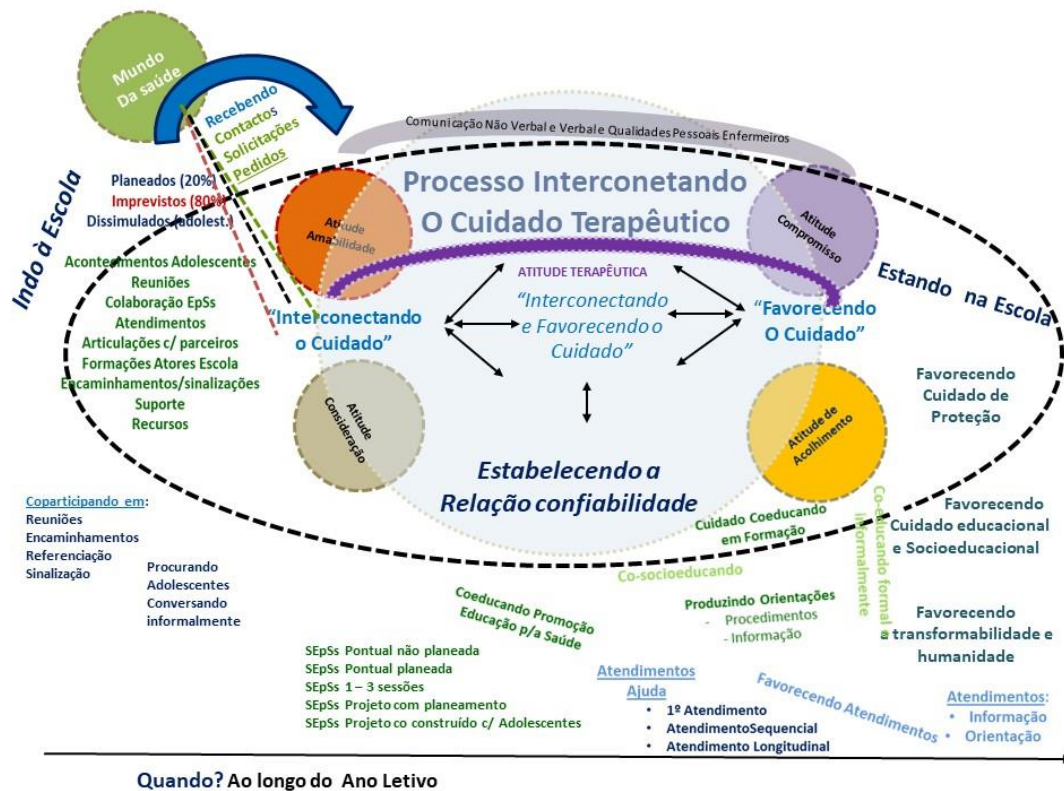 Mundo
Da saúde
Recebendo
Contactos
Solicitações
Pedidos
Comunicação Não Verbal e Verbal e Qualidades Pessoais Enfermeiros
Indo à Escola
Planeados (20%)
Imprevistos (80%)
Dissimulados (adolest.)
Atitude
Amabilidade
Processo Interconetando
O Cuidado Terapêutico
Atitude
Compromisso
ATITUDE TERAPÊUTICA
Estando na Escola
Acontecimentos Adolescentes
Reuniões
Colaboração EpSs
Atendimentos
Articulações c/ parceiros
Formações Atores Escola
Encaminhamentos/sinalizações
Suporte
Recursos
“Interconectando
o Cuidado”
“Interconectando
e Favorecendo o
Cuidado”
“Favorecendo
O Cuidado”
Atitude
Consideração
Atitude de
Acolhimento
Estabelecendo a
Relação confiabilidade
Favorecendo
Cuidado de
Proteção
Coparticipando em:
Reuniões
Encaminhamentos
Referenciação
Sinalização
Procurando
Adolescentes
Conversando
informalmente
Cuidado Coeducando
em Formação
Co-educando formal e
informalmente
Favorecendo
Cuidado educacional
e Socioeducacional
Co-socioeducando
Coeducando Promoção
Educação p/a Saúde
Produzindo Orientações
- Procedimentos
- Informação
Favorecendo
a transformabilidade e
humanidade
SEpSs Pontual não planeada
SEpSs Pontual planeada
SEpSs 1 – 3 sessões
SEpSs Projeto com planeamento
SEpSs Projeto co construído c/ Adolescentes
Atendimentos
Ajuda
• 1º Atendimento
• AtendimentoSequencial
• Atendimento Longitudinal
Favorecendo Atendimentos
Atendimentos:
• Informação
• Orientação
Quando? Ao longo do Ano Letivo